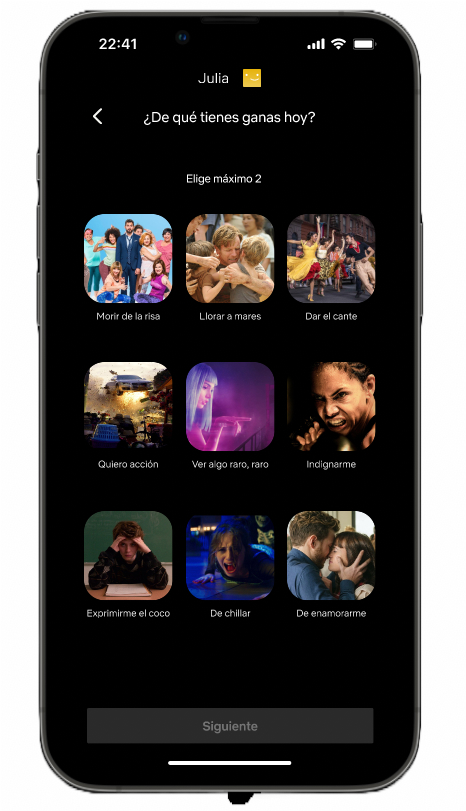 22:41
Julia
¿De qué tienes ganas hoy?
Elige máximo 2
Morir de la risa
Llorar a mares
Dar el cante
Quiero acción
Ver algo raro, raro
Indignarme
Exprimirme el coco
De chillar
De enamorarme
Siguiente